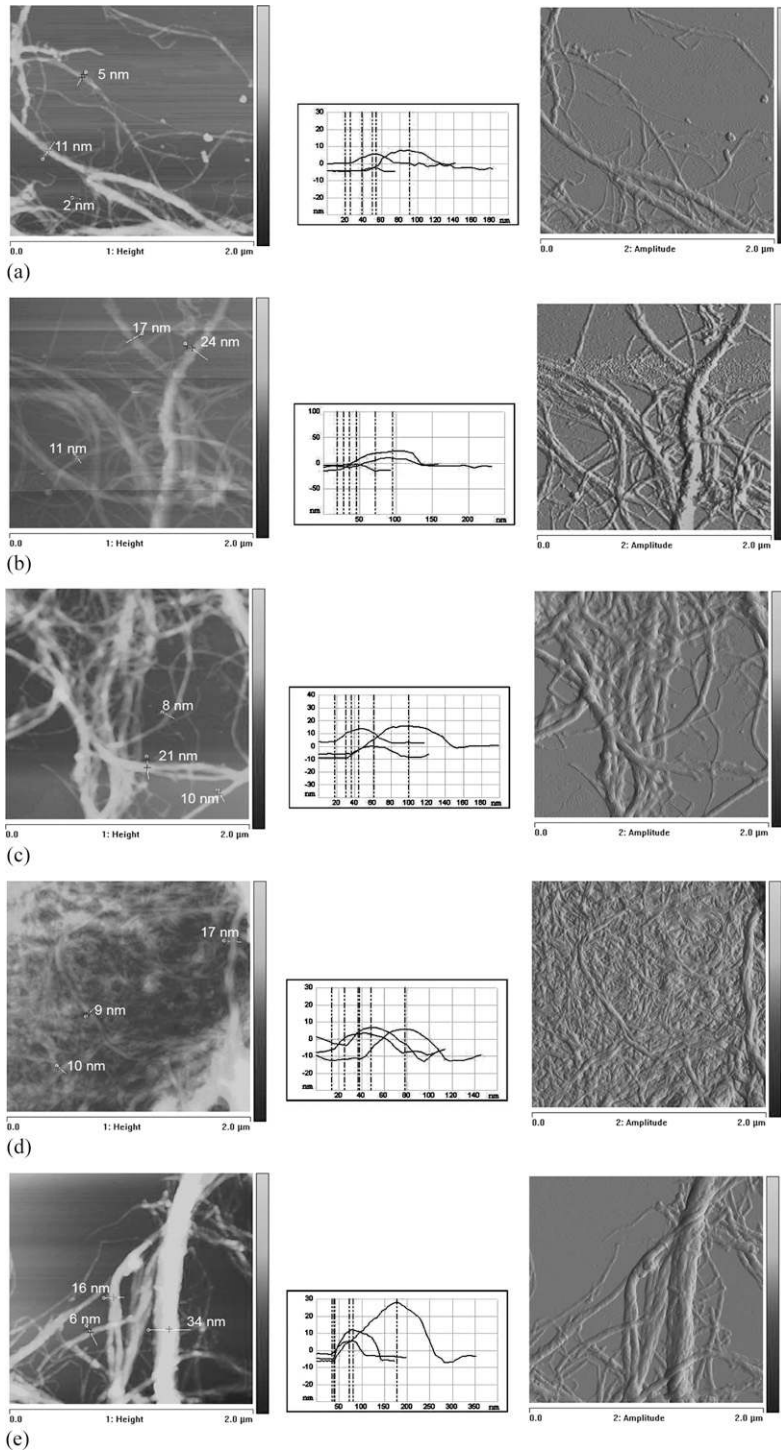 5 nm
11 nm
2 nm
0.0 1: Height 2.0 µm
30
20
10
0
-10
-20
nm
20 40 60 80 100 120 140 160 180 nm
0.0 2: Amplitude 2.0 µm
(a)
17 nm
24 nm
11 nm
0.0 1: Height 2.0 µm
100
50
0
-50
nm
50 100 150 200 nm
0.0 2: Amplitude 2.0 µm
(b)
8 nm
21 nm
10 nm
0.0 1: Height 2.0 µm
40
30
20
10
0
-10
-20
-30
nm
20 40 60 80 100 120 140 160 180 nm
0.0 2: Amplitude 2.0 µm
(c)
17 nm
9 nm
10 nm
0.0 1: Height 2.0 µm
30
20
10
0
-10
-20
nm
20 40 60 80 100 120 140 nm
0.0 2: Amplitude 2.0 µm
(d)
16 nm
6 nm
34 nm
0.0 1: Height 2.0 µm
30
20
10
0
-10
-20
nm
50 100 150 200 250 300 350 nm
0.0 2: Amplitude 2.0 µm
(e)